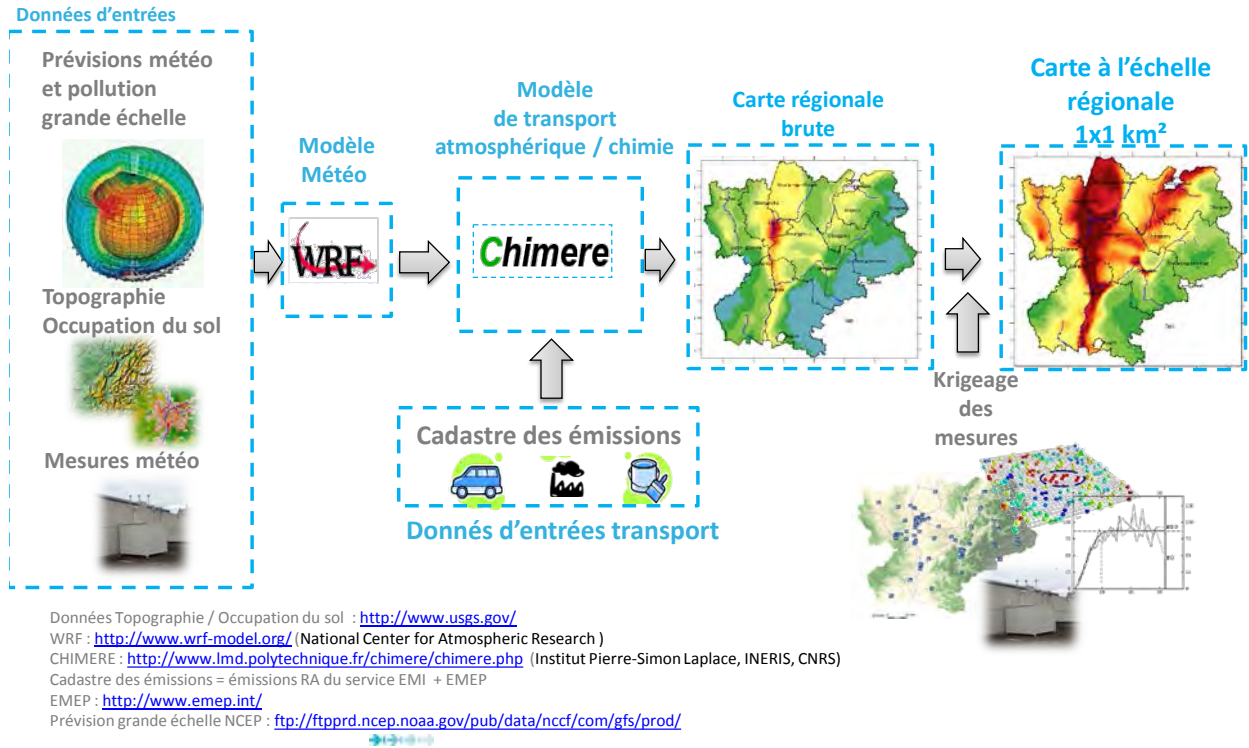 Données d'entrées
Prévisions météo
et pollution
grande échelle
Topographie
Occupation du sol
Mesures météo
Modèle
Météo
WRF
Modèle
de transport
atmosphérique / chimie
Chimere
Cadastre des émissions
Donnés d'entrées transport
Carte régionale
brute
Carte à l'échelle
régionale
1x1 km²
Krigeage
des
mesures
Données Topographie / Occupation du sol : http://www.usgs.gov/
WRF : http://www.wrf-model.org/ (National Center for Atmospheric Research )
CHIMERE : http://www.lmd.polytechnique.fr/chimere/chimere.php (Institut Pierre-Simon Laplace, INERIS, CNRS)
Cadastre des émissions = émissions RA du service EMI + EMEP
EMEP : http://www.emep.int/
Prévision grande échelle NCEP : ftp://ftpprd.ncep.noaa.gov/pub/data/nccf/com/gfs/prod/